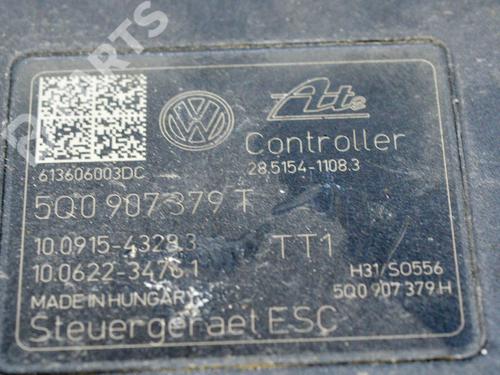 Ate
613606003DC
Controller
28.5154-1108.3
5Q0 907 379 T
10.0915-4328.3
TT1
10.0622-3476.1
H31/S0556
MADE IN HUNGARY
5Q0 907 379 H
Steuergeraet ESC
B-PARTS